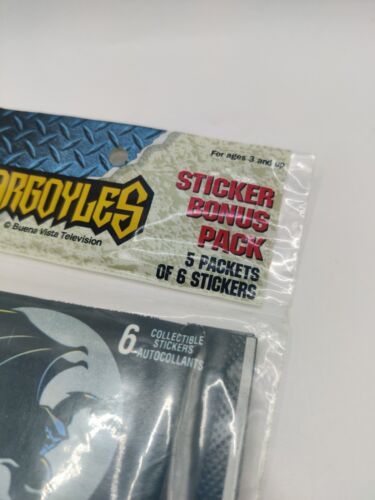 For ages 3 and up
ARGOYLES
© Buena Vista Television
STICKER
BONUS
PACK
5 PACKETS
OF 6 STICKERS
6 COLLECTIBLE
STICKERS
AUTOCOLLANTS